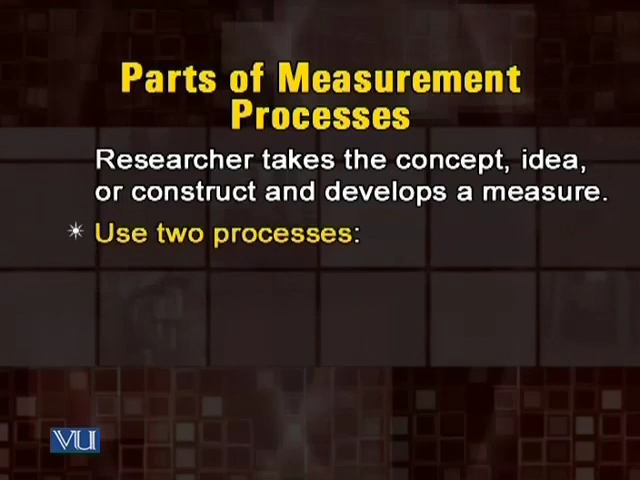 Parts of Measurement
Processes
Researcher takes the concept, idea,
or construct and develops a measure.
Use two processes:
VU